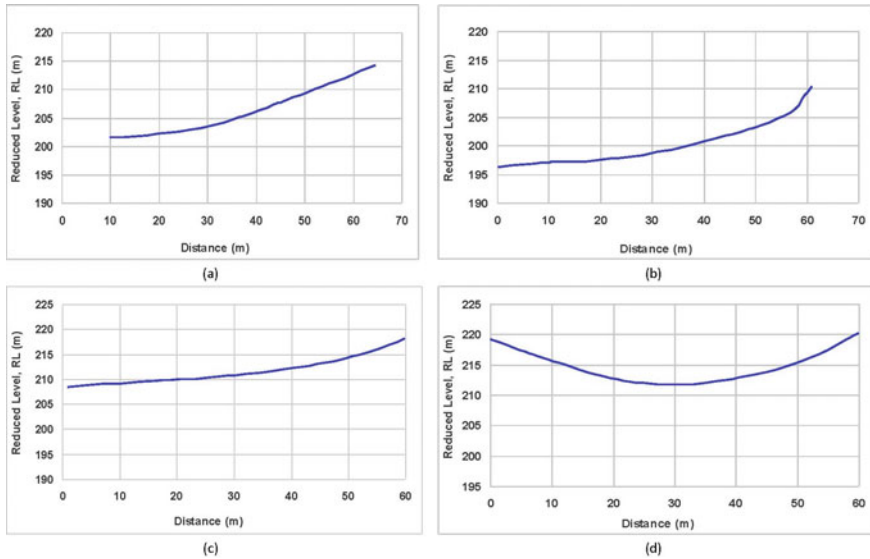 Reduced Level, RL (m)
220
215
210
205
200
195
190
0 10 20 30 40 50 60 70
Distance (m)
(a)
Reduced Level, RL (m)
220
215
210
205
200
195
190
0 10 20 30 40 50 60 70
Distance (m)
(b)
Reduced Level, RL (m)
225
220
215
210
205
200
195
190
0 10 20 30 40 50 60
Distance (m)
(c)
Reduced Level, RL (m)
225
220
215
210
205
200
195
0 10 20 30 40 50 60
Distance (m)
(d)